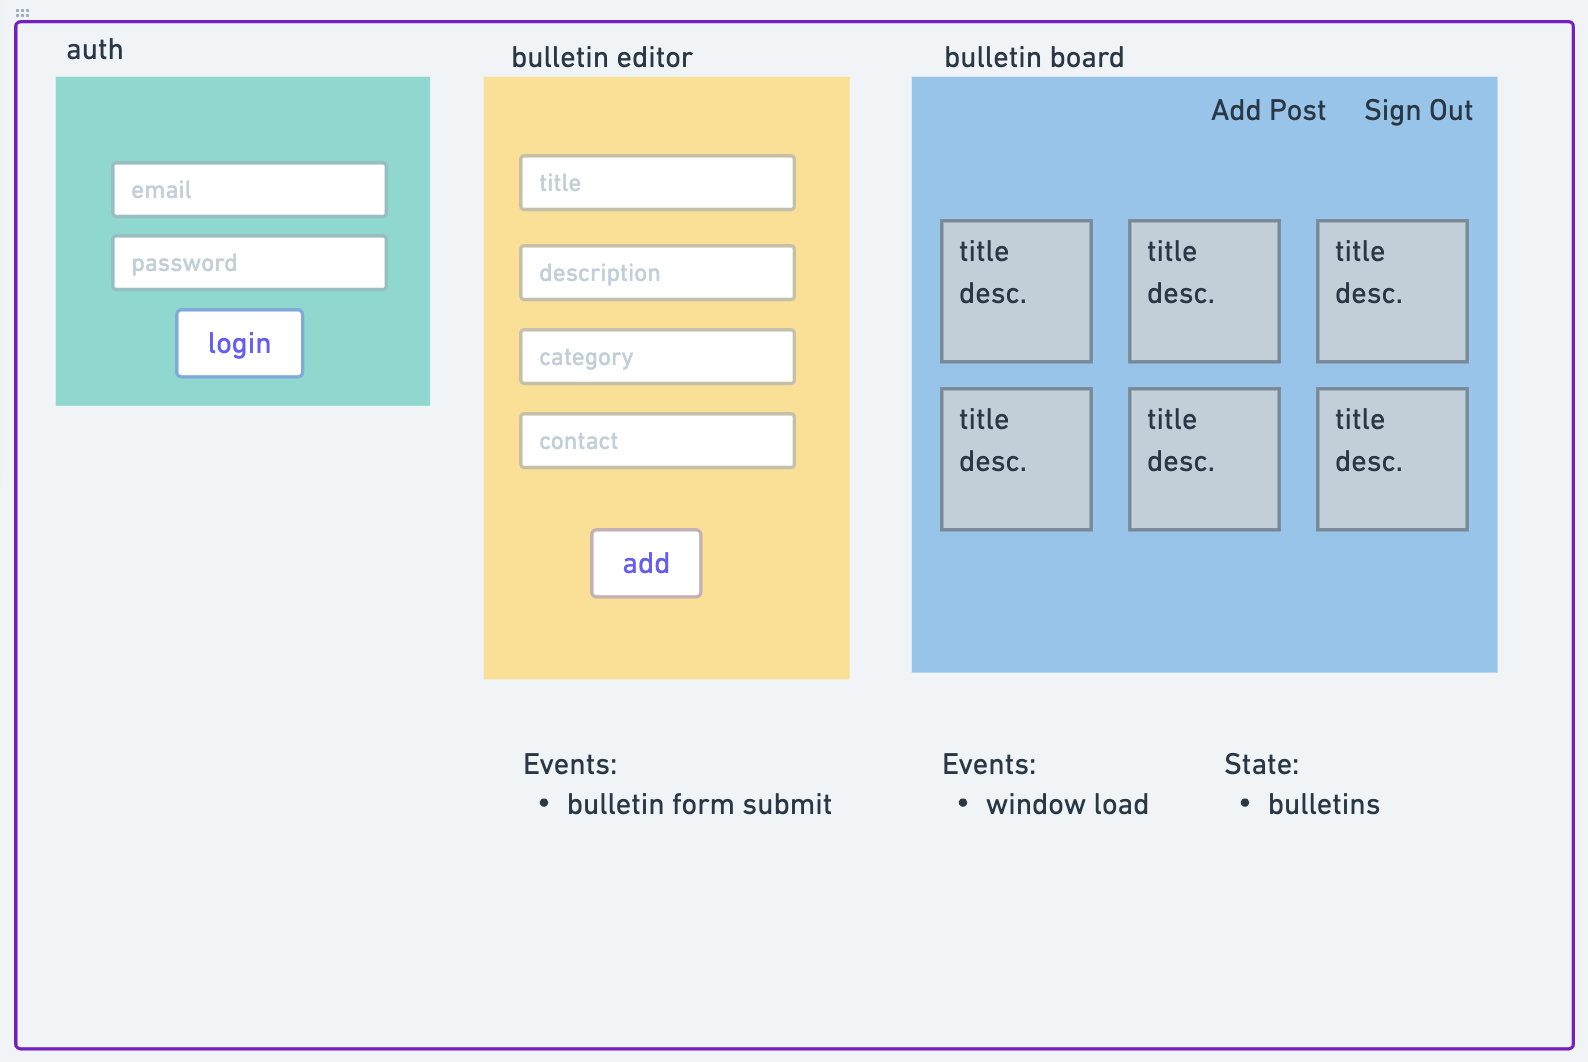 auth
email
password
login
bulletin editor
title
description
category
contact
add
Events:
• bulletin form submit
bulletin board
Add Post Sign Out
title
desc.
title
desc.
title
desc.
title
desc.
title
desc.
title
desc.
Events:
• window load
State:
• bulletins